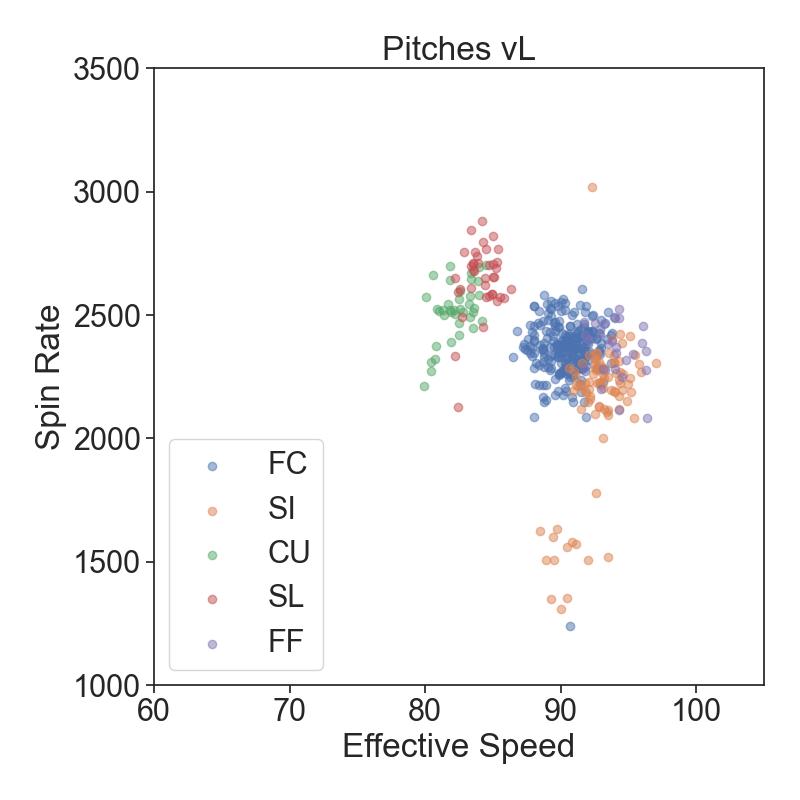 Pitches vL
3500
3000
2500
2000
1500
1000
Spin Rate
FC
SI
CU
SL
FF
60 70 80 90 100
Effective Speed